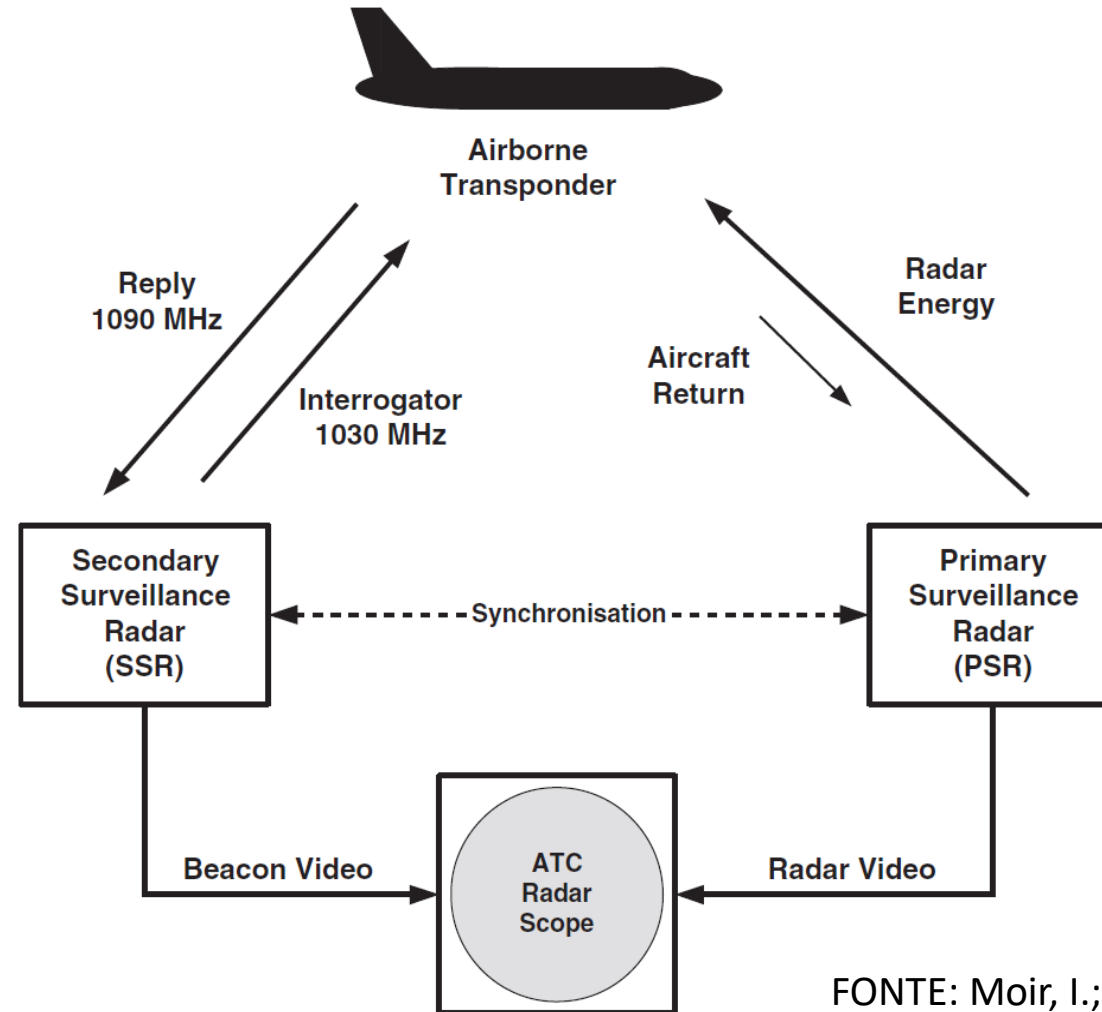 Airborne
Transponder
Reply
1090 MHz
Interrogator
1030 MHz
Radar
Energy
Aircraft
Return
Secondary
Surveillance
Radar
(SSR)
Synchronisation
Primary
Surveillance
Radar
(PSR)
Beacon Video
ATC
Radar
Scope
Radar Video
FONTE: Moir, I.;